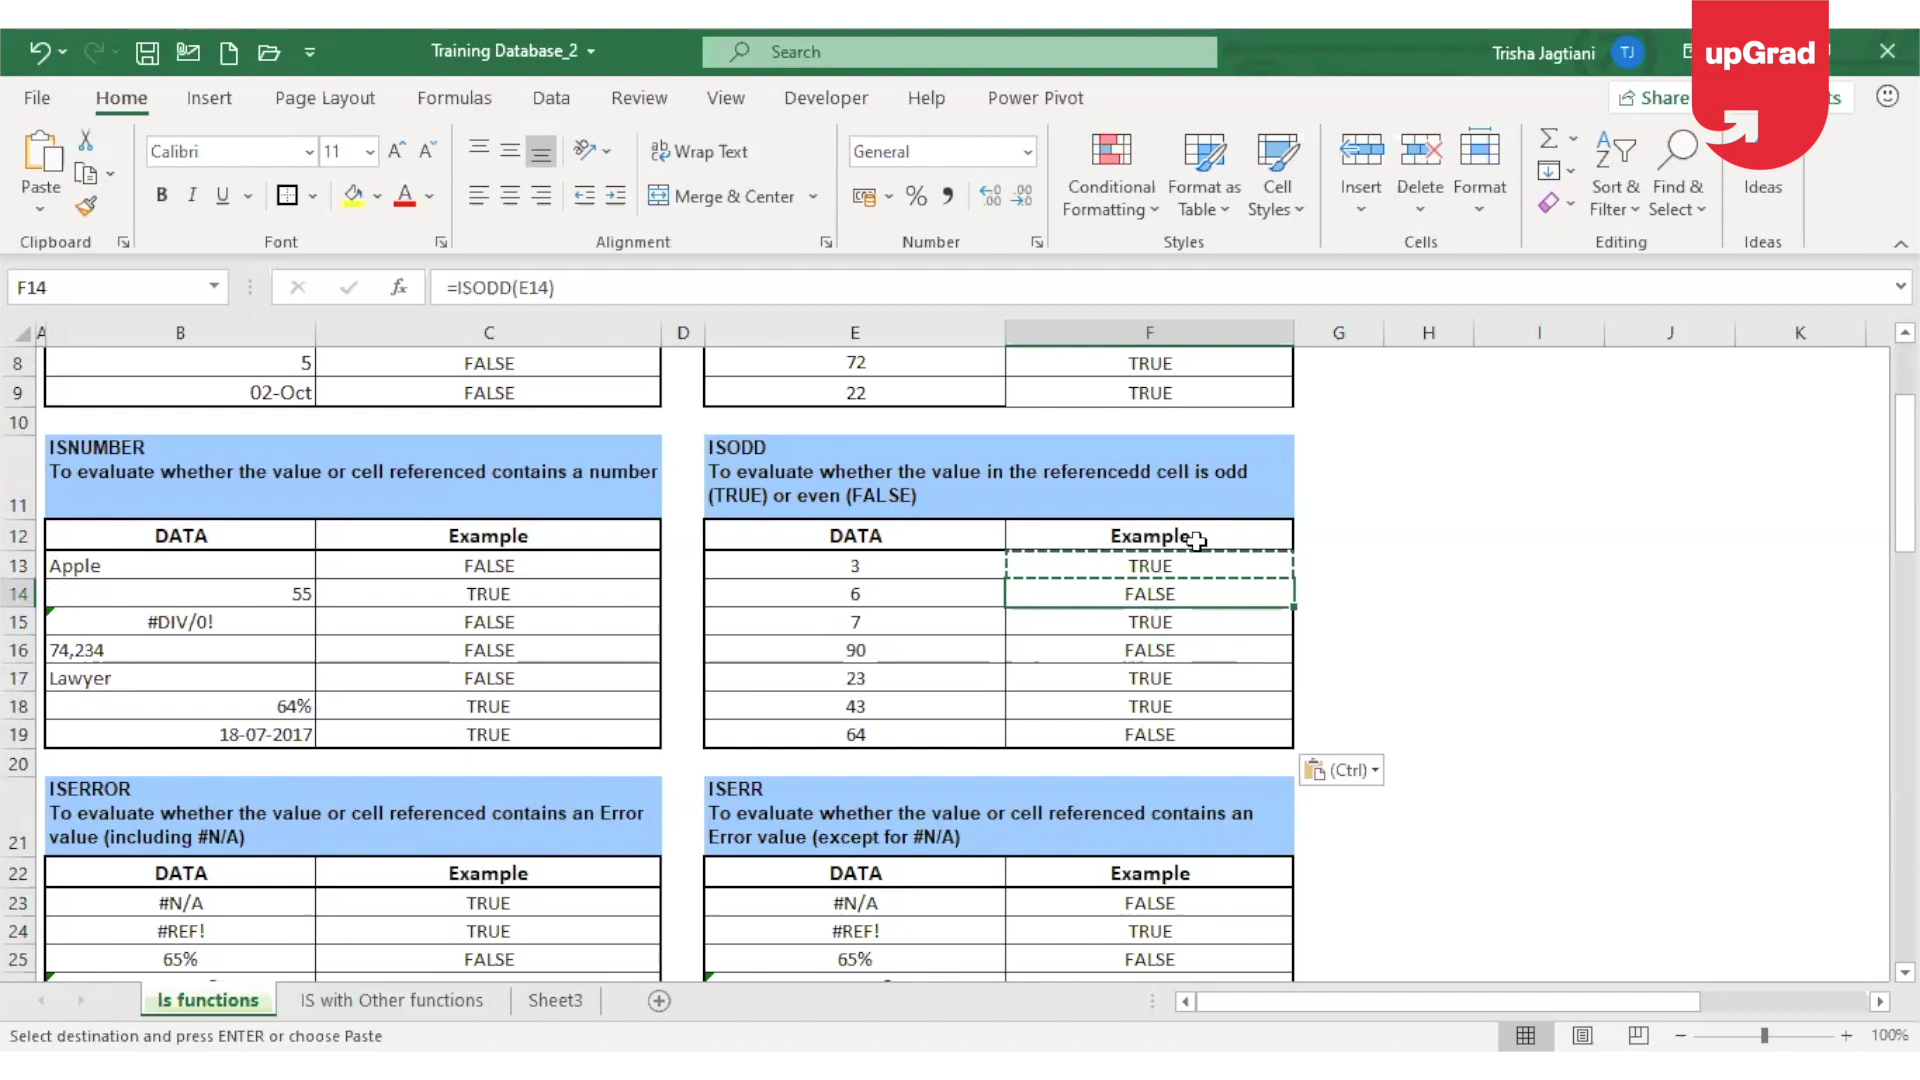 Training Database_2
Search
Trisha Jagtiani
TJ
upGrad
File
Home
Insert
Page Layout
Formulas
Data
Review
View
Developer
Help
Power Pivot
Share
ts
Paste
Calibri
11
B
I
U
Wrap Text
Merge & Center
General
Conditional
Formatting
Format as
Table
Cell
Styles
Insert
Delete
Format
Sort &
Filter
Find &
Select
Ideas
Clipboard
Font
Alignment
Number
Styles
Cells
Editing
Ideas
F14
fx
=ISODD(E14)
A B C D E F G H I J K
8 5 FALSE 72 TRUE
9 02-Oct FALSE 22 TRUE
10
ISNUMBER
To evaluate whether the value or cell referenced contains a number
ISODD
To evaluate whether the value in the referencedd cell is odd
(TRUE) or even (FALSE)
11
12 DATA Example DATA Example
13 Apple FALSE 3 TRUE
14 55 TRUE 6 FALSE
15 #DIV/0! FALSE 7 TRUE
16 74,234 FALSE 90 FALSE
17 Lawyer FALSE 23 TRUE
18 64% TRUE 43 TRUE
19 18-07-2017 TRUE 64 FALSE
20
(Ctrl)
ISERROR
To evaluate whether the value or cell referenced contains an Error
value (including #N/A)
ISERR
To evaluate whether the value or cell referenced contains an
Error value (except for #N/A)
21
22 DATA Example DATA Example
23 #N/A TRUE #N/A FALSE
24 #REF! TRUE #REF! TRUE
25 65% FALSE 65% FALSE
Is functions
IS with Other functions
Sheet3
Select destination and press ENTER or choose Paste
100%